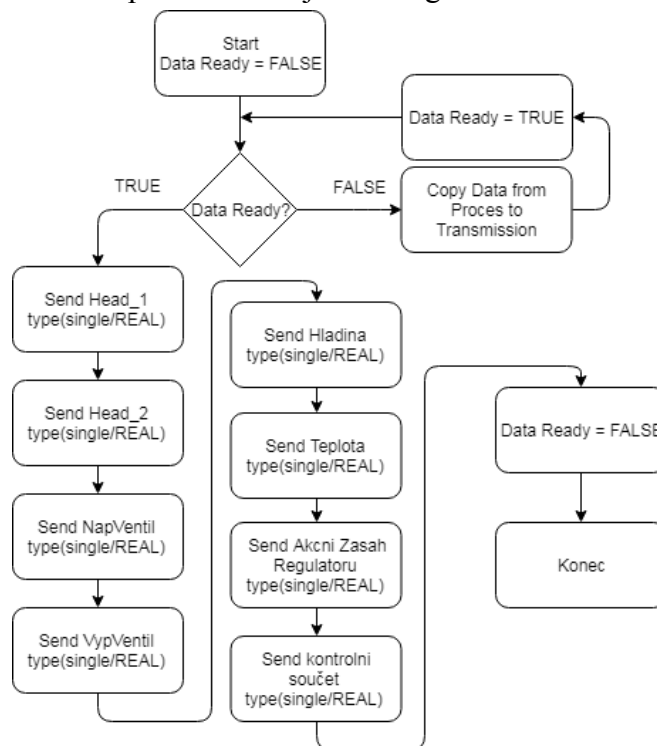 Start
Data Ready = FALSE
Data Ready = TRUE
TRUE
FALSE
Data Ready?
Copy Data from
Proces to
Transmission
Send Head_1
type(single/REAL)
Send Head_2
type(single/REAL)
Send NapVentil
type(single/REAL)
Send VypVentil
type(single/REAL)
Send Hladina
type(single/REAL)
Send Teplota
type(single/REAL)
Send Akcni Zasah
Regulatoru
type(single/REAL)
Send kontrolni
součet
type(single/REAL)
Data Ready = FALSE
Konec